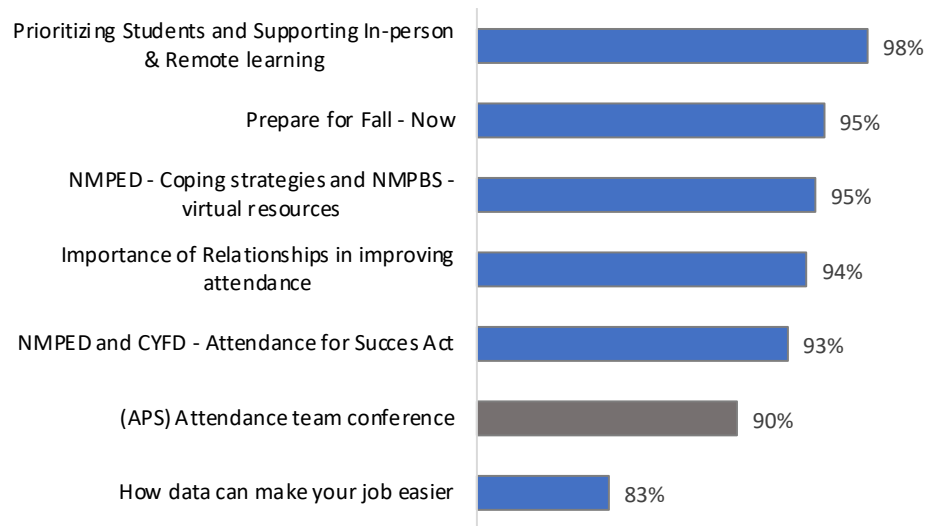 Prioritizing Students and Supporting In-person
& Remote learning
98%
Prepare for Fall - Now
95%
NMPED - Coping strategies and NMPBS -
virtual resources
95%
Importance of Relationships in improving
attendance
94%
NMPED and CYFD - Attendance for Succes Act
93%
(APS) Attendance team conference
90%
How data can make your job easier
83%